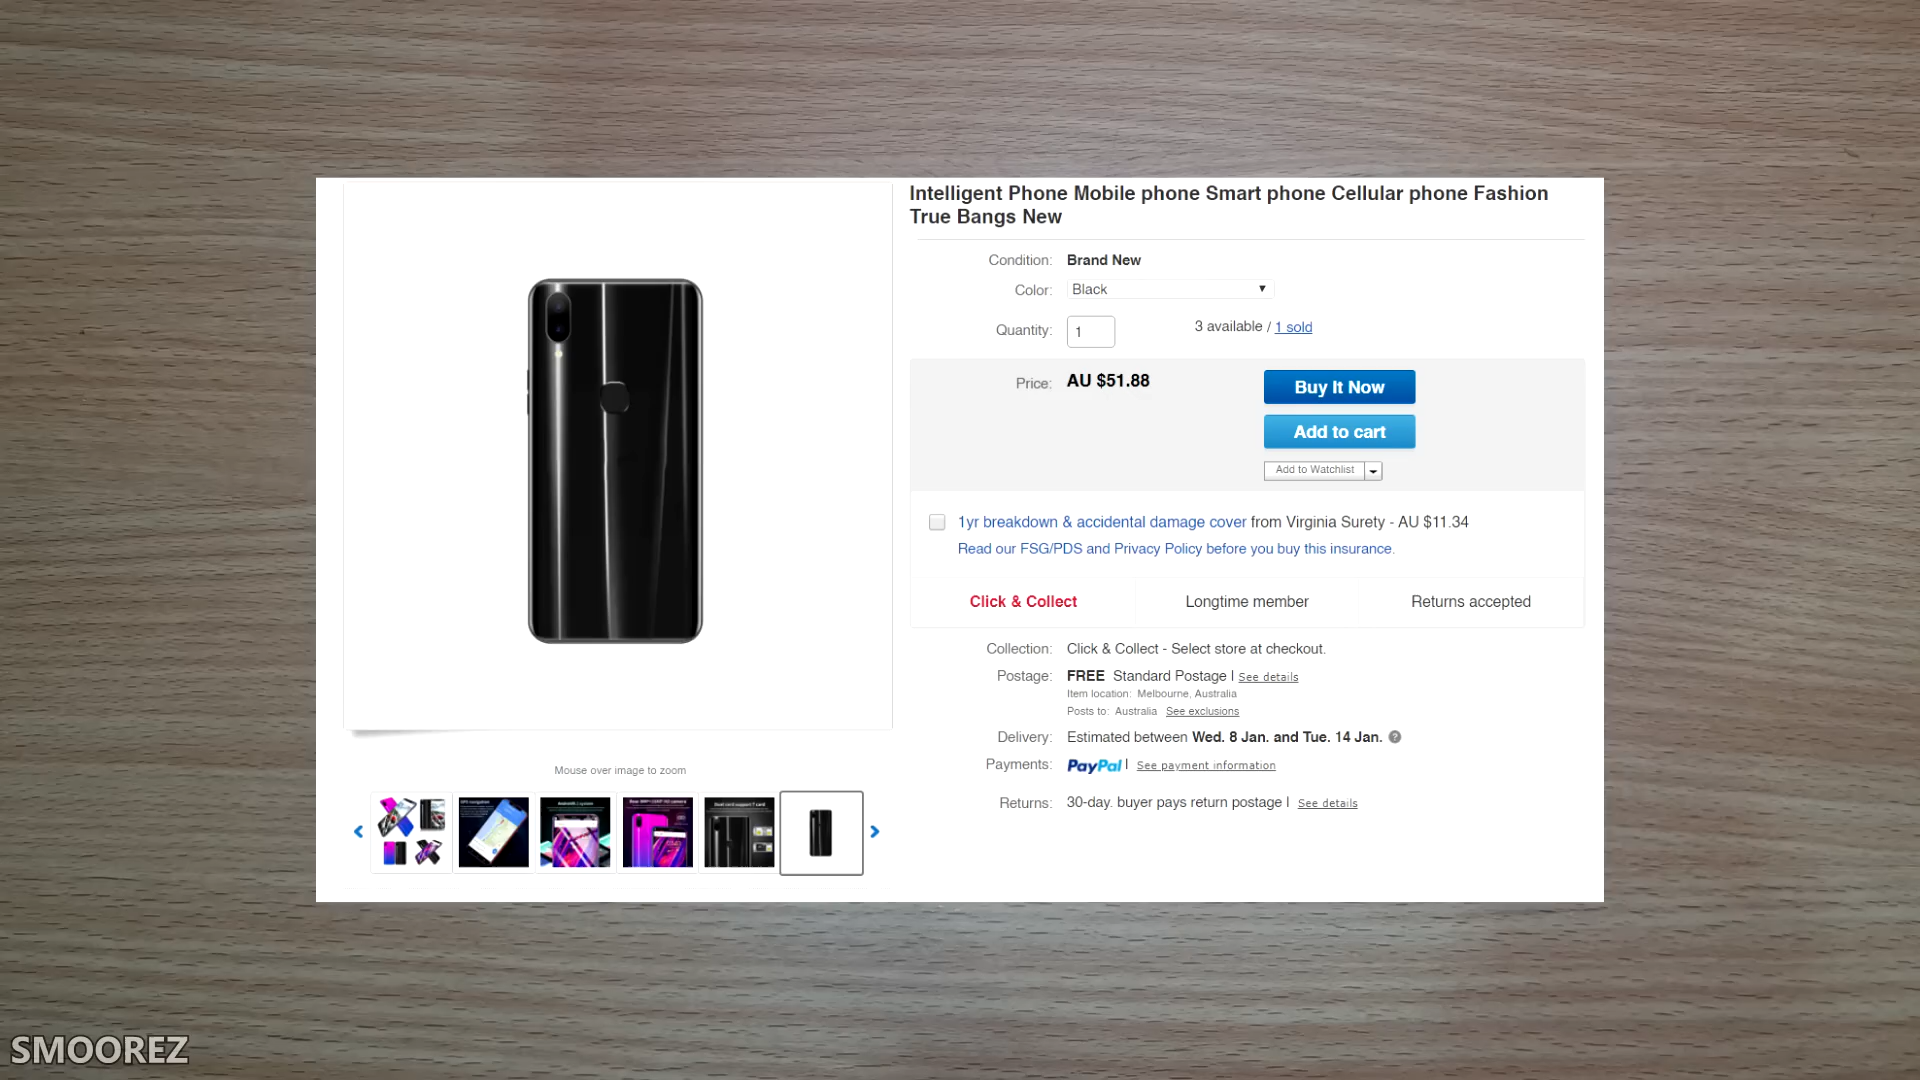 Intelligent Phone Mobile phone Smart phone Cellular phone Fashion
True Bangs New
Condition: Brand New
Color: Black
Quantity: 1 3 available / 1 sold
Price: AU $51.88
Buy It Now
Add to cart
Add to Watchlist
1yr breakdown & accidental damage cover from Virginia Surety - AU $11.34
Read our FSG/PDS and Privacy Policy before you buy this insurance.
Click & Collect Longtime member Returns accepted
Collection: Click & Collect - Select store at checkout.
Postage: FREE Standard Postage | See details
Item location: Melbourne, Australia
Posts to: Australia See exclusions
Delivery: Estimated between Wed. 8 Jan. and Tue. 14 Jan. ?
Payments: PayPal | See payment information
Returns: 30-day. buyer pays return postage | See details
Mouse over image to zoom
GPS navigation
Dual card support T card
SMOOREZ